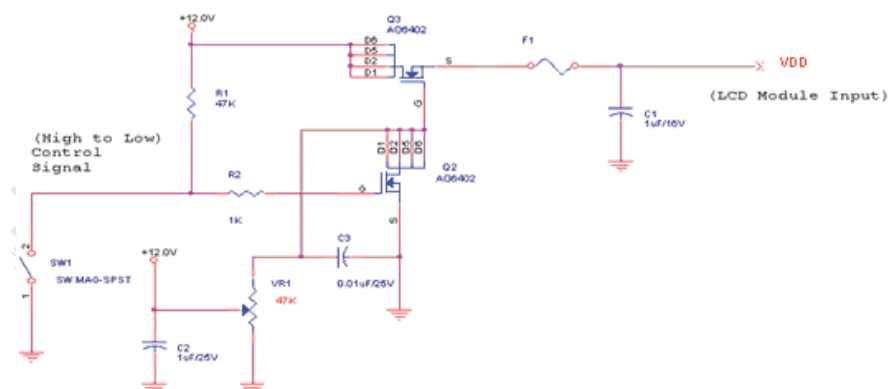 +12.0V
Q3
AO6402
D6
D5
D2
D1
S
G
F1
VDD
(LCD Module Input)
C1
1uF/16V
R1
47K
(High to Low)
Control
Signal
R2
1K
D1
D2
D5
D6
G
Q2
AO6402
S
2
SW1
SW MAG-SPST
1
+12.0V
C3
0.01uF/25V
VR1
47K
C2
1uF/25V